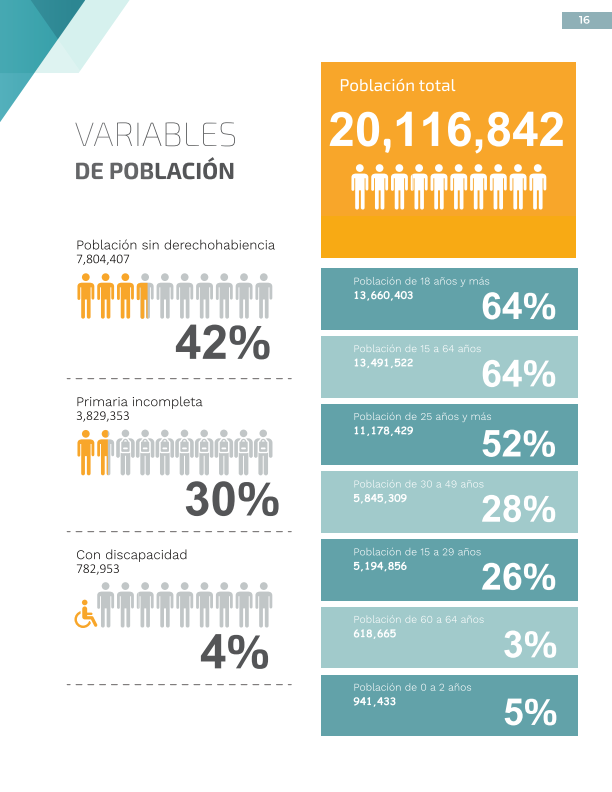 16
VARIABLES
DE POBLACIÓN
Población sin derechohabiencia
7,804,407
42%
Primaria incompleta
3,829,353
30%
Con discapacidad
782,953
4%
Población total
20,116,842
Población de 18 años y más
13,660,403
64%
Población de 15 a 64 años
13,491,522
64%
Población de 25 años y más
11,178,429
52%
Población de 30 a 49 años
5,845,309
28%
Población de 15 a 29 años
5,194,856
26%
Población de 60 a 64 años
618,665
3%
Población de 0 a 2 años
941,433
5%